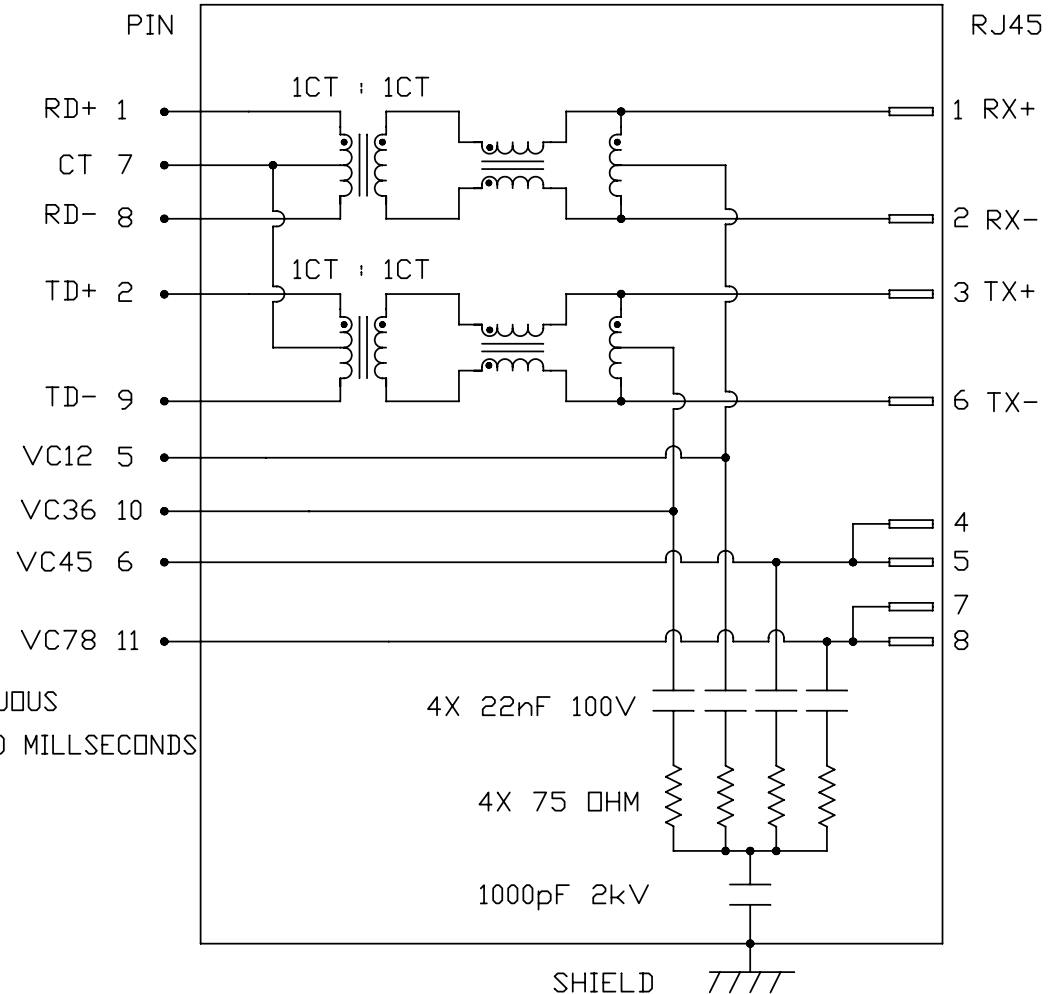 PIN
RJ45
1CT : 1CT
RD+ 1
1 RX+
CT 7
RD- 8
2 RX-
1CT : 1CT
TD+ 2
3 TX+
TD- 9
6 TX-
VC12 5
VC36 10
4
VC45 6
5
7
VC78 11
8
4X 22nF 100V
MILLSECONDS
4X 75 OHM
1000pF 2kV
SHIELD